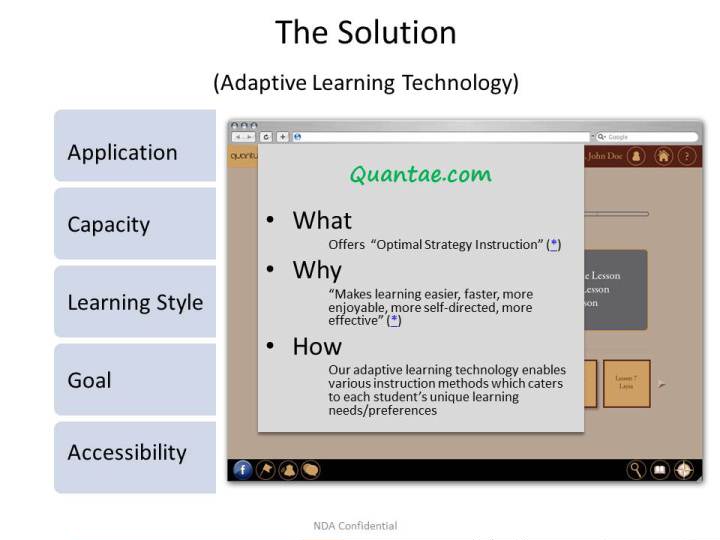 The Solution
(Adaptive Learning Technology)
Application
Capacity
Learning Style
Goal
Accessibility
Google
quantu
John Doe
?
Quantae.com
• What
Offers "Optimal Strategy Instruction" (*)
• Why
"Makes learning easier, faster, more
enjoyable, more self-directed, more
effective" (*)
• How
Our adaptive learning technology enables
various instruction methods which caters
to each student's unique learning
needs/preferences
e Lesson
Lesson
son
Lesson 7
f
NDA Confidential